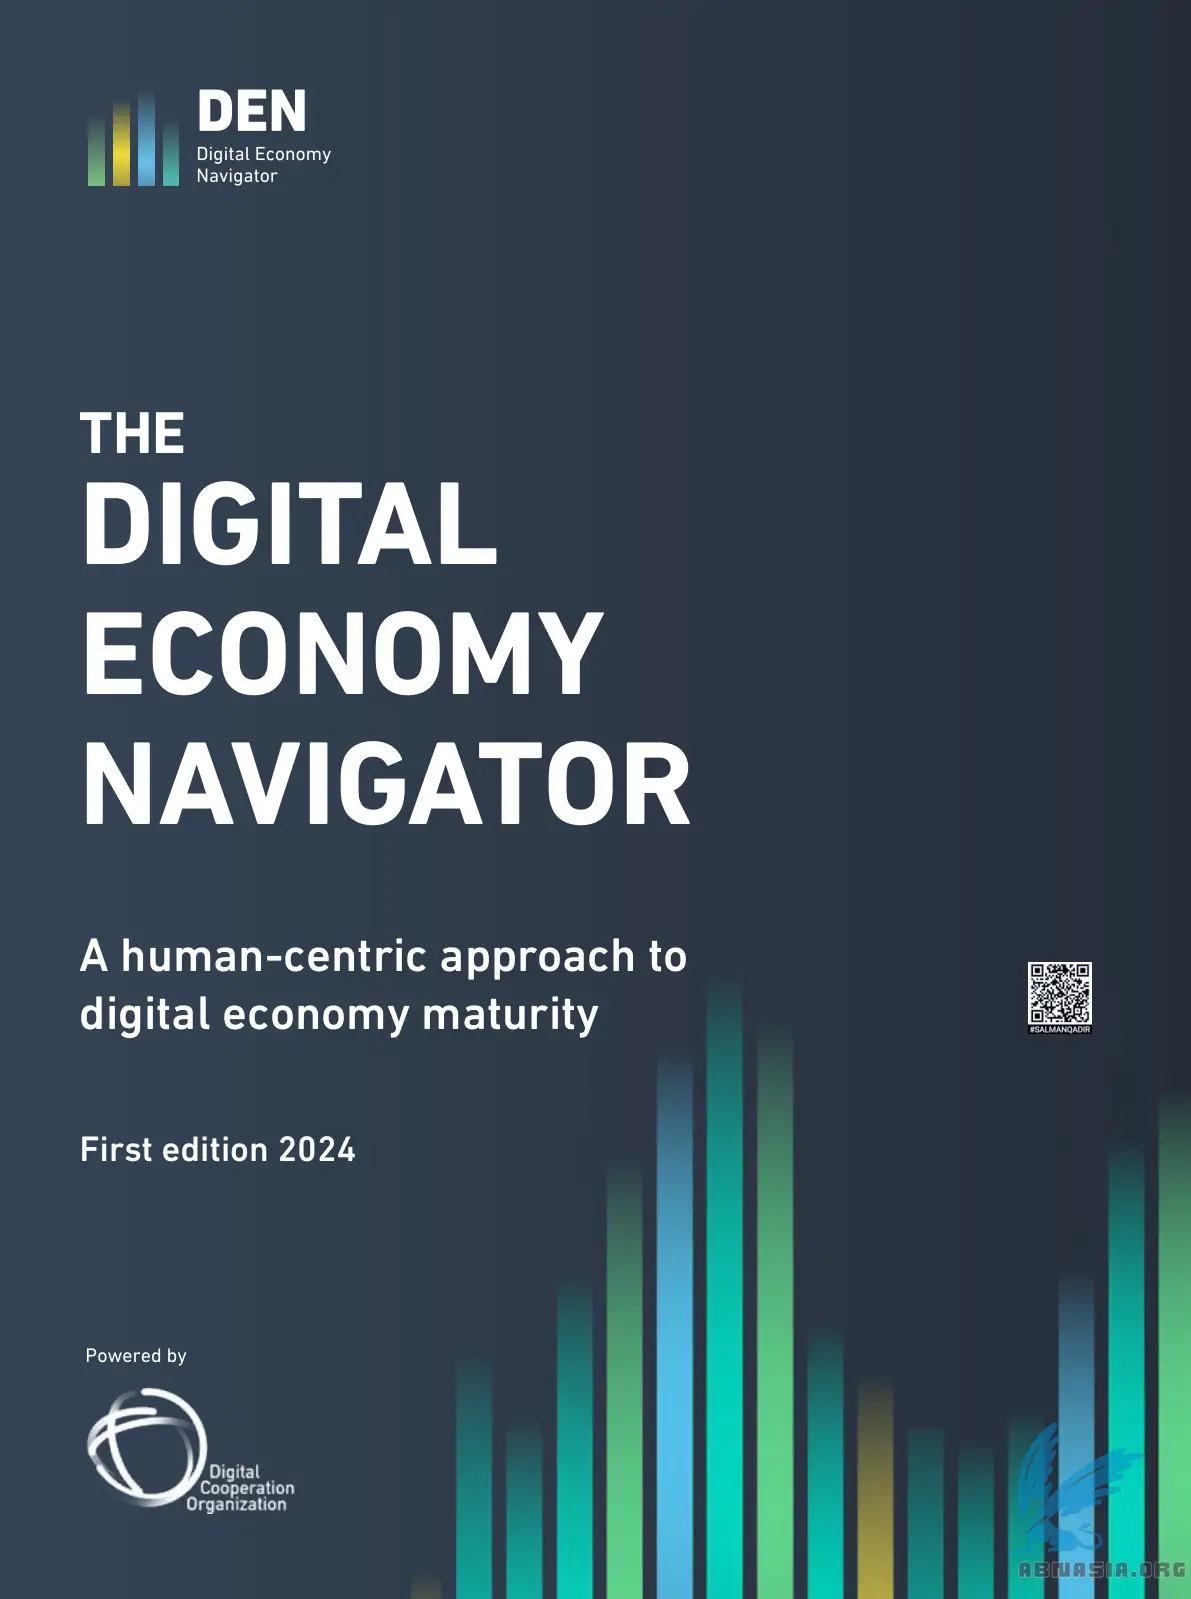 DEN
Digital Economy
Navigator
THE
DIGITAL
ECONOMY
NAVIGATOR
A human-centric approach to
digital economy maturity
#SALMANQADIR
First edition 2024
Powered by
Digital
Cooperation
Organization
ABNASIA.ORG